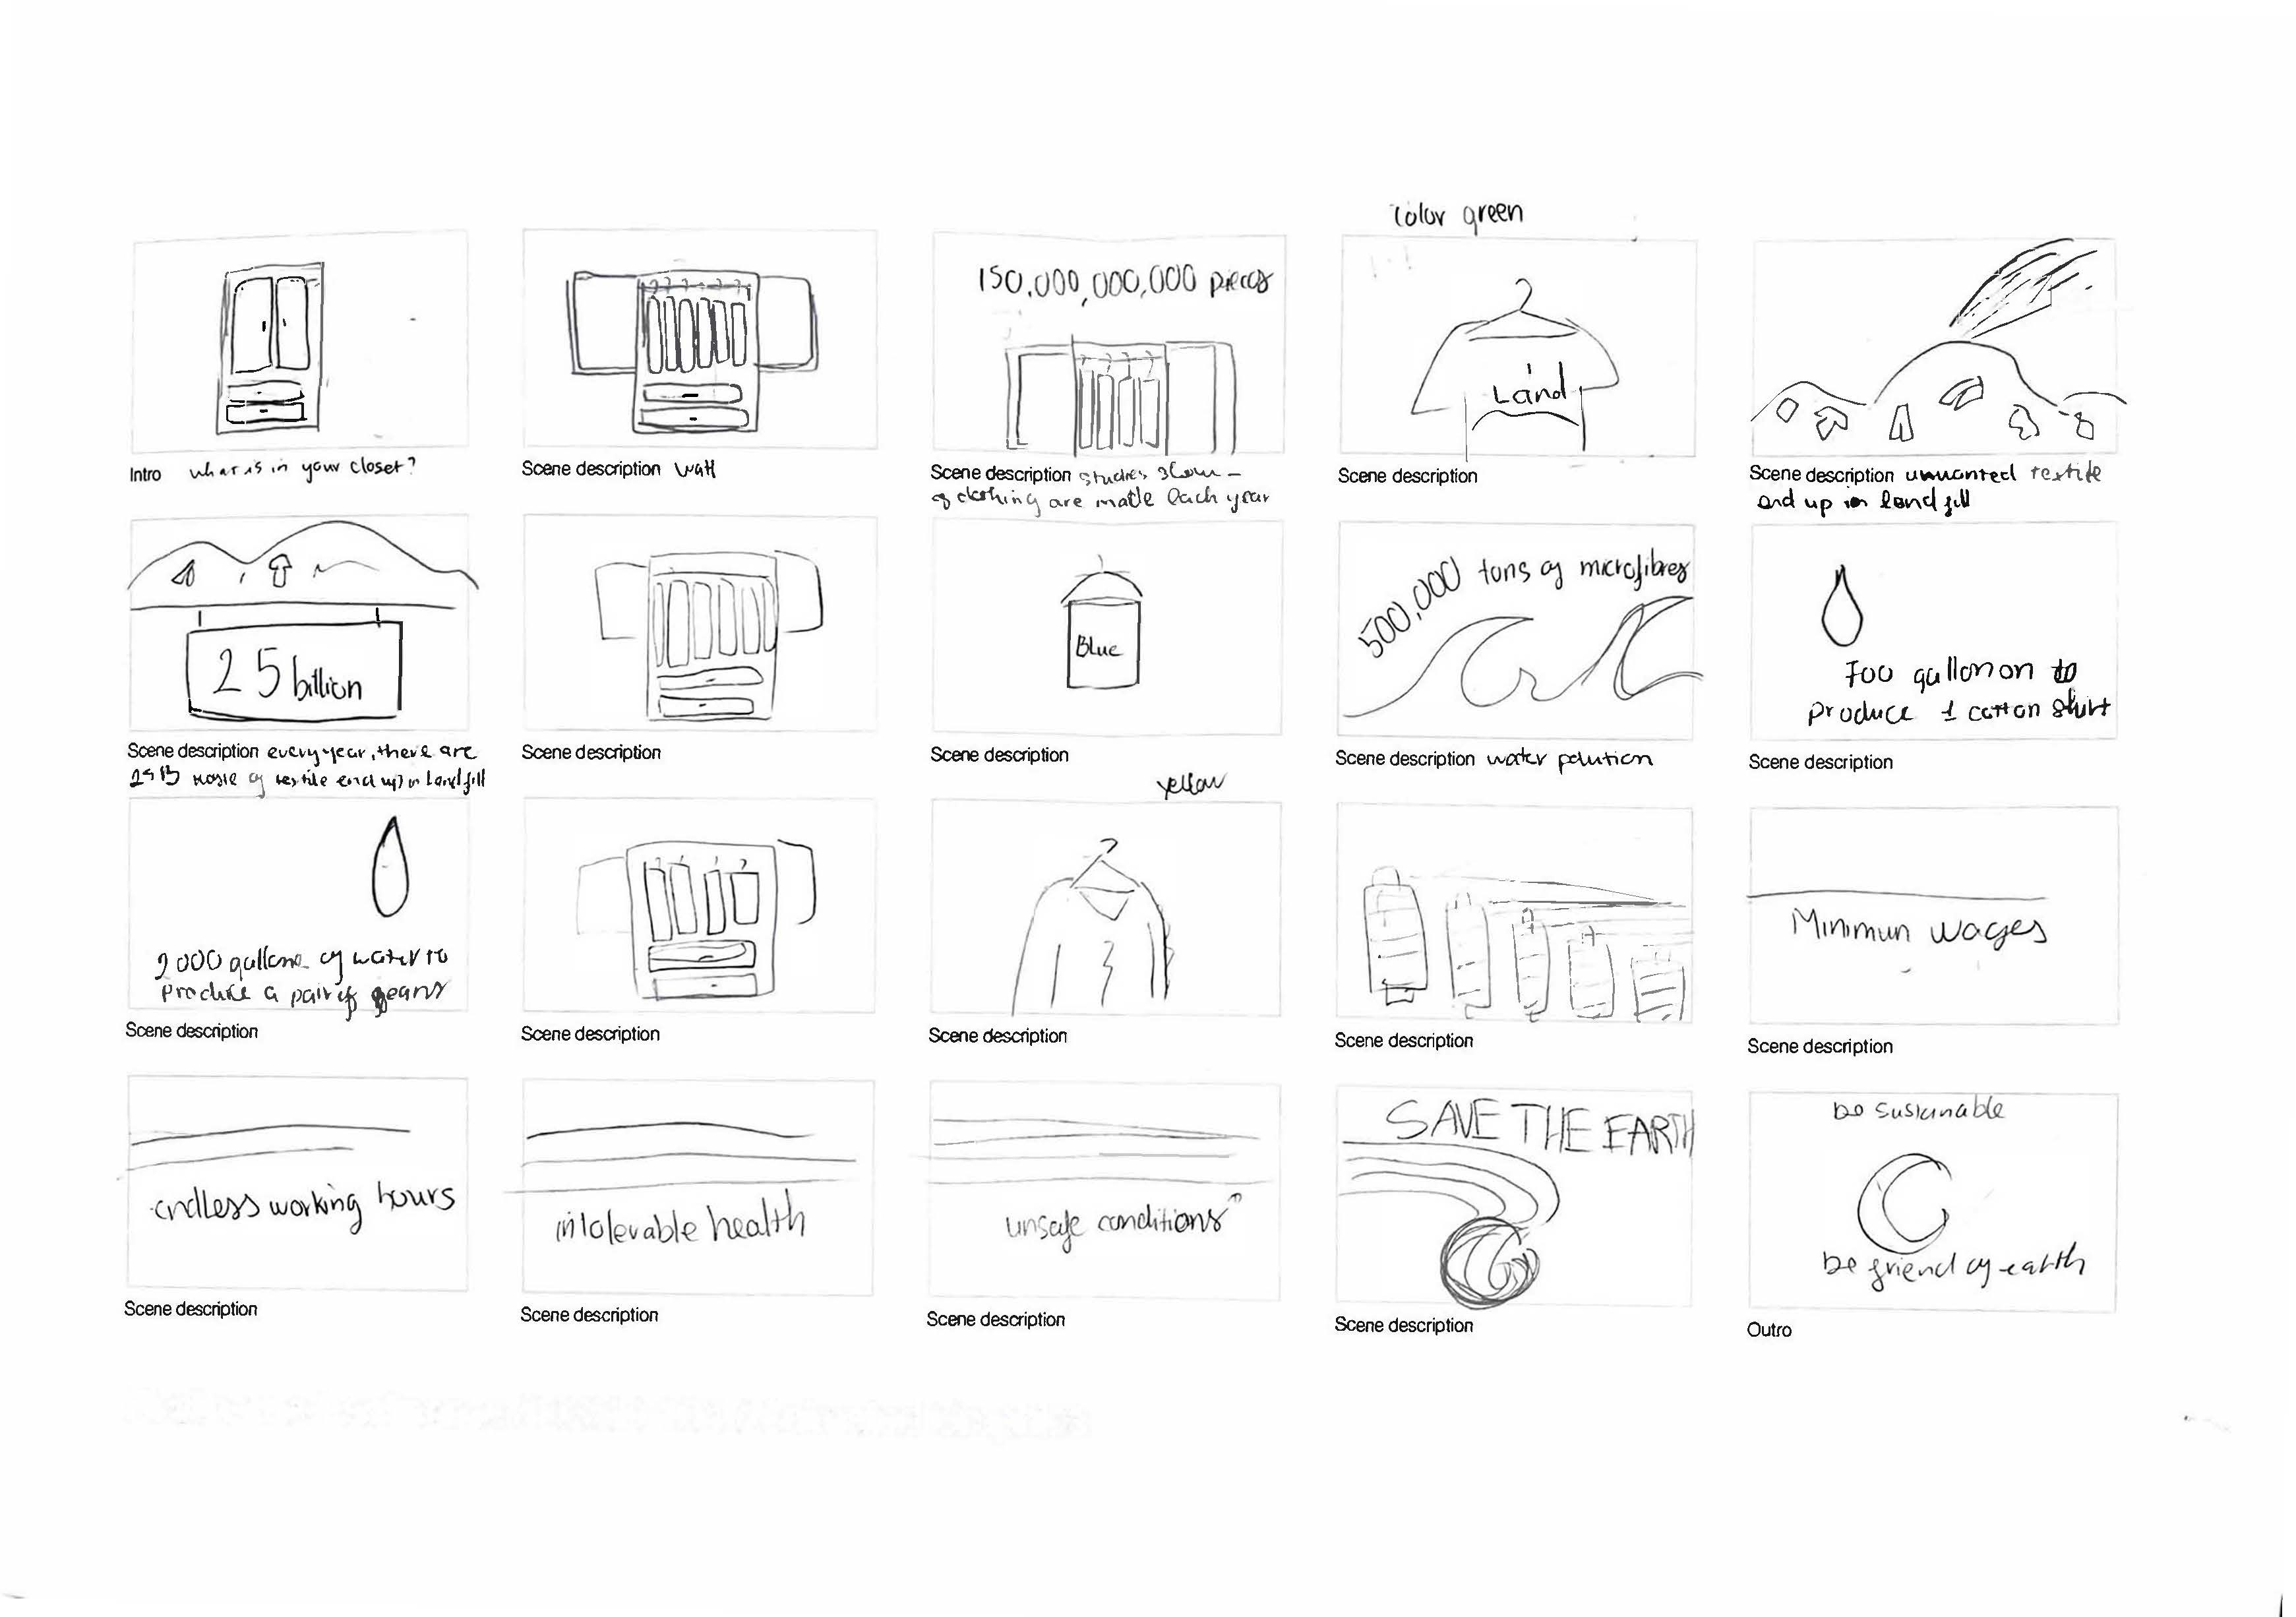 color green
150,000,000,000 pieces
Land
Intro what is in your closet?
Scene description
Scene description studies show -
of clothing are made each year
Scene description
Scene description unwanted textile
end up in landfill
25 billion
Blue
500,000 tons of microfibres
700 gallon on to
produce 1 cotton shirt
Scene description every year, there are
of textile end up in landfill
Scene description
Scene description
Scene description water polution
Scene description
yellow
2000 gallons of water to
produce a pair of jeans
Minimun wages
Scene description
Scene description
Scene description
Scene description
Scene description
endless working hours
intolerable health
unsafe conditions
SAVE THE EARTH
be sustainable
be friend of earth
Scene description
Scene description
Scene description
Scene description
Outro